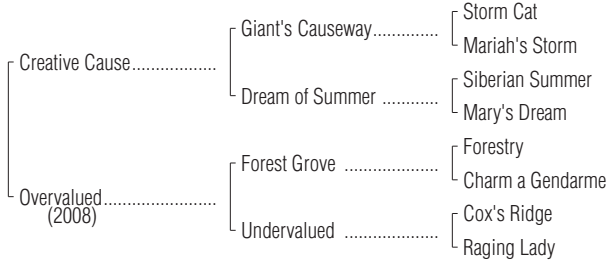 Storm Cat
Giant's Causeway..............
Mariah's Storm
Creative Cause..................
Siberian Summer
Dream of Summer ............
Mary's Dream
Forestry
Forest Grove ....................
Charm a Gendarme
Overvalued........................
(2008)
Cox's Ridge
Undervalued ....................
Raging Lady